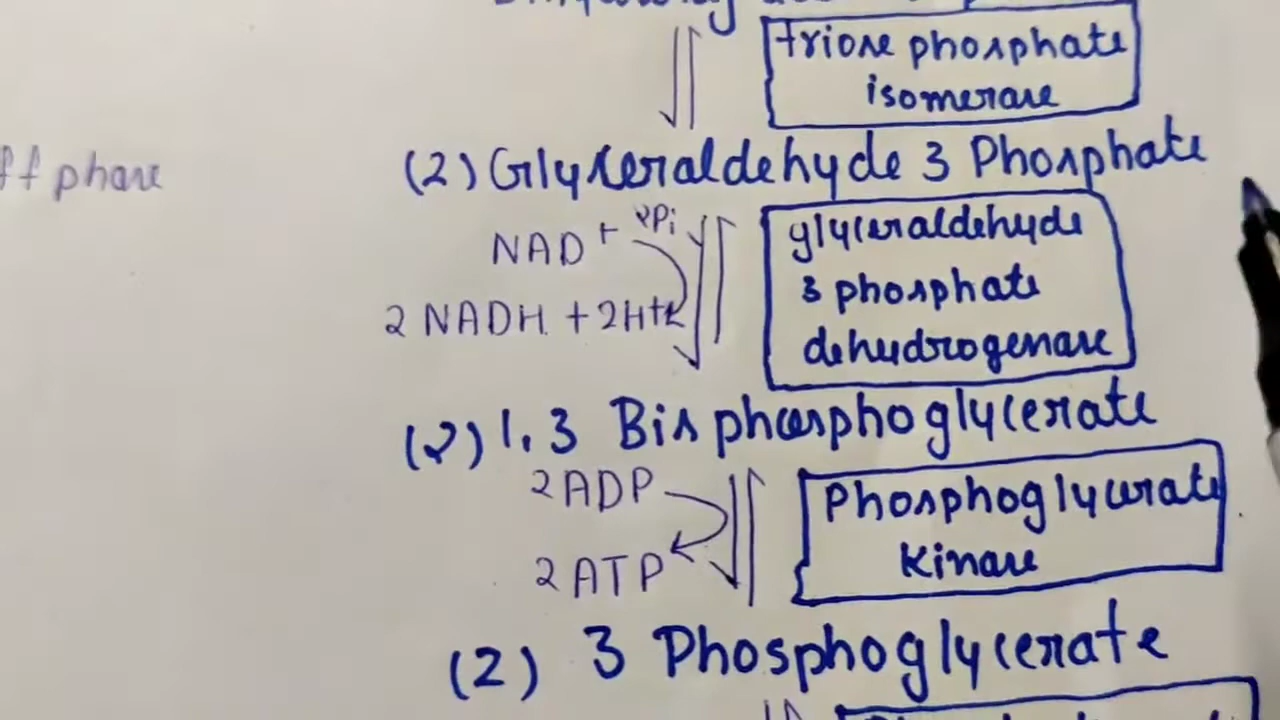 triose phosphate
isomerase
ff phase
(2) Glyceraldehyde 3 Phosphate
NAD+ 2Pi
glyceraldehyde
3 phosphate
dehydrogenase
2 NADH + 2H+
(2) 1,3 Bisphosphoglycerate
2ADP
Phosphoglycerate
Kinase
2ATP
(2) 3 Phosphoglycerate